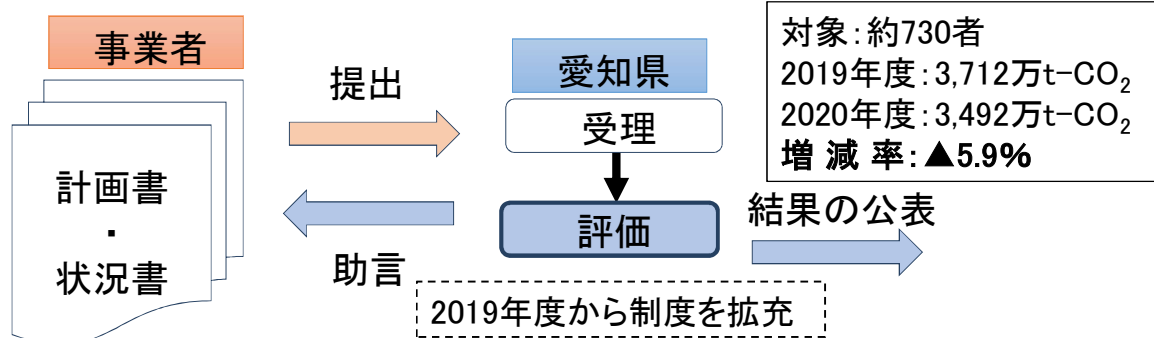 事業者
計画書
・
状況書
提出
助言
愛知県
受理
評価
結果の公表
2019年度から制度を拡充
対象：約730者
2019年度：3,712万t-CO₂
2020年度：3,492万t-CO₂
増 減 率：▲5.9％